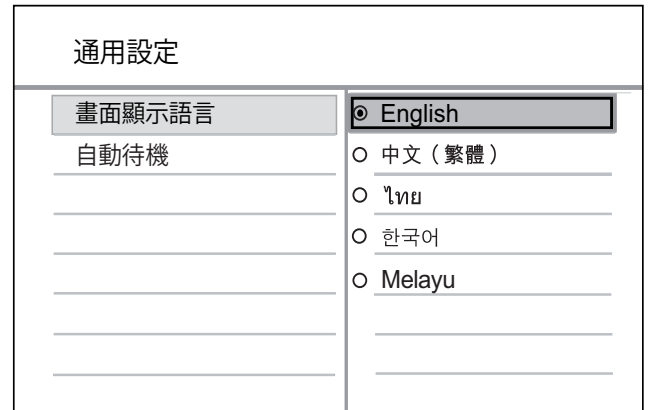 通用設定
畫面顯示語言
自動待機
English
中文（繁體）
ไทย
한국어
Melayu